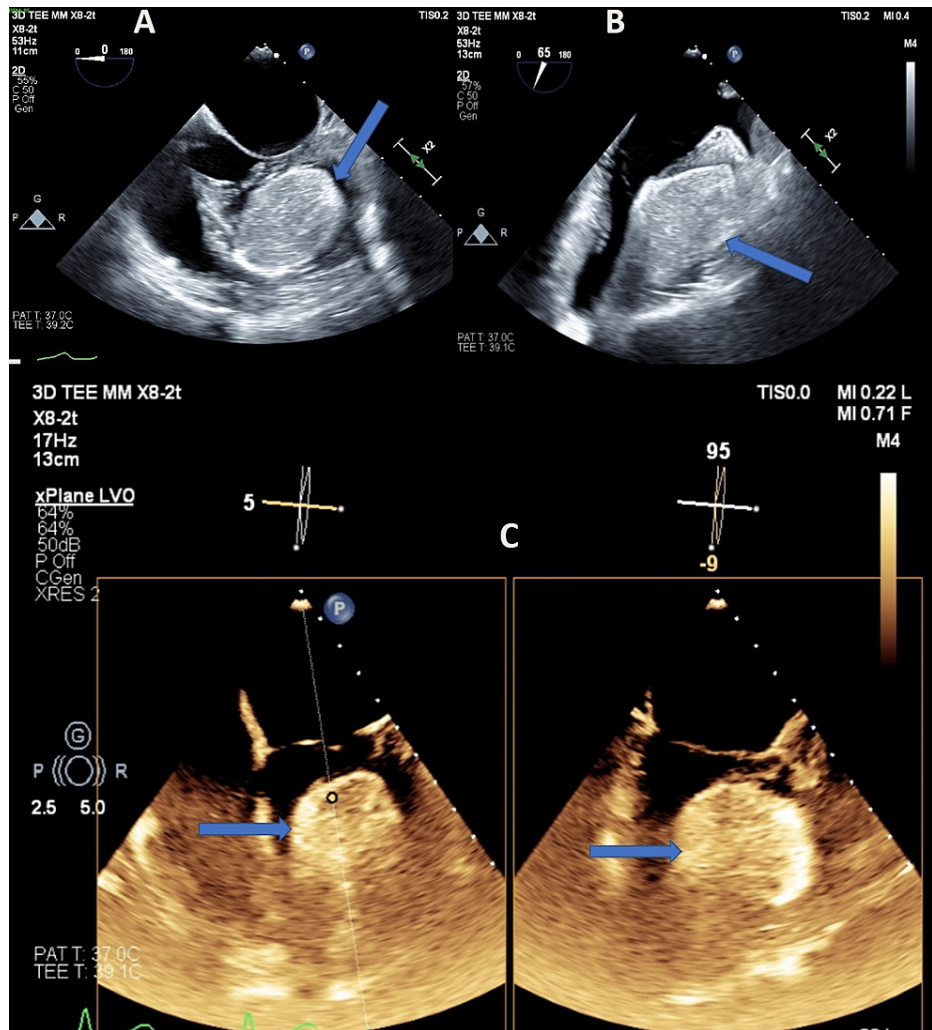 3D TEE MM X8-2t
A
TIS0.2
X8-2t
53Hz
11cm
0 0 180
P
2D
55%
C 50
P Off
Gen
X2
G
P R
PAT T: 37.0C
TEE T: 39.2C
3D TEE MM X8-2t
B
TIS0.2 MI 0.4
X8-2t
53Hz
13cm
M4
0 65 180
P
2D
57%
C 50
P Off
Gen
X2
G
P R
PAT T: 37.0C
TEE T: 39.1C
3D TEE MM X8-2t
TIS0.0 MI 0.22 L
MI 0.71 F
X8-2t
17Hz
13cm
M4
95
5
xPlane LVO
64%
64%
50dB
P Off
CGen
XRES 2
C
-9
P
G
P R
2.5 5.0
PAT T: 37.0C
TEE T: 39.1C